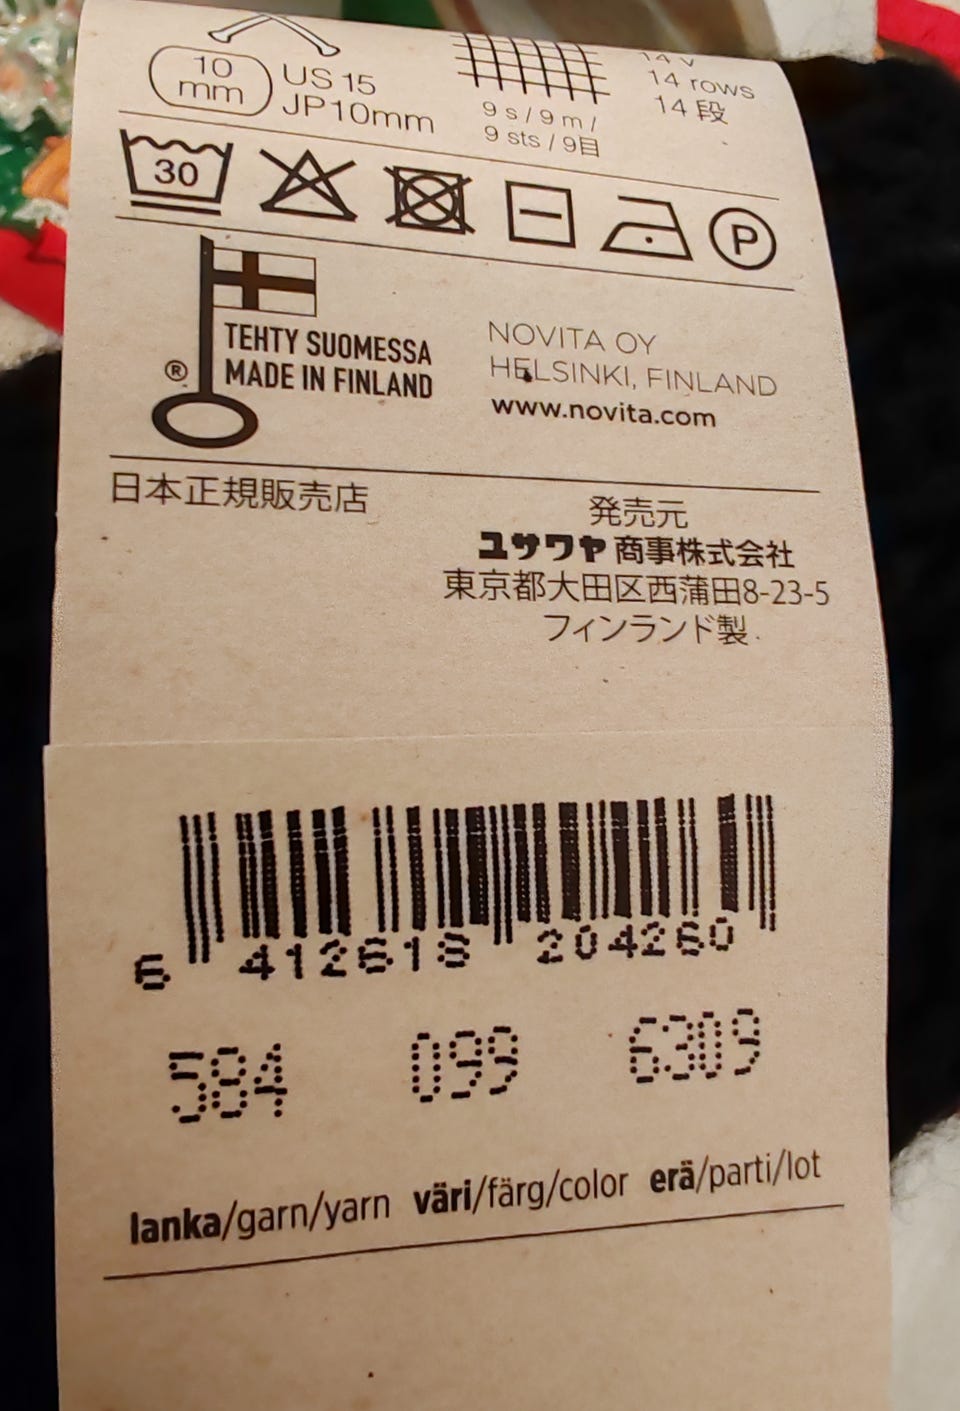 10 mm
US 15
JP10mm
9 s / 9 m /
9 sts / 9目
14 v
14 rows
14 段
30
P
®
TEHTY SUOMESSA
MADE IN FINLAND
NOVITA OY
HELSINKI, FINLAND
www.novita.com
日本正規販売店
発売元
ユサワヤ 商事株式会社
東京都大田区西蒲田8-23-5
フィンランド製
6 412618 204260
584 099 6309
lanka/garn/yarn väri/färg/color erä/parti/lot